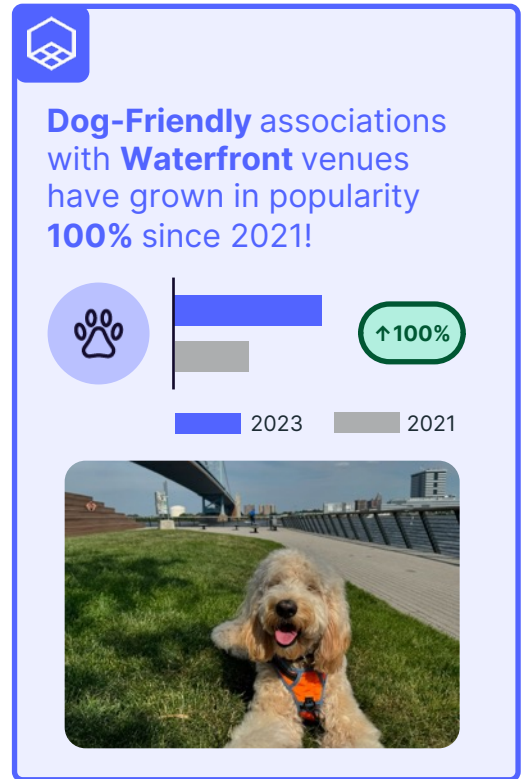 Dog-Friendly associations
with Waterfront venues
have grown in popularity
100% since 2021!
↑100%
2023
2021